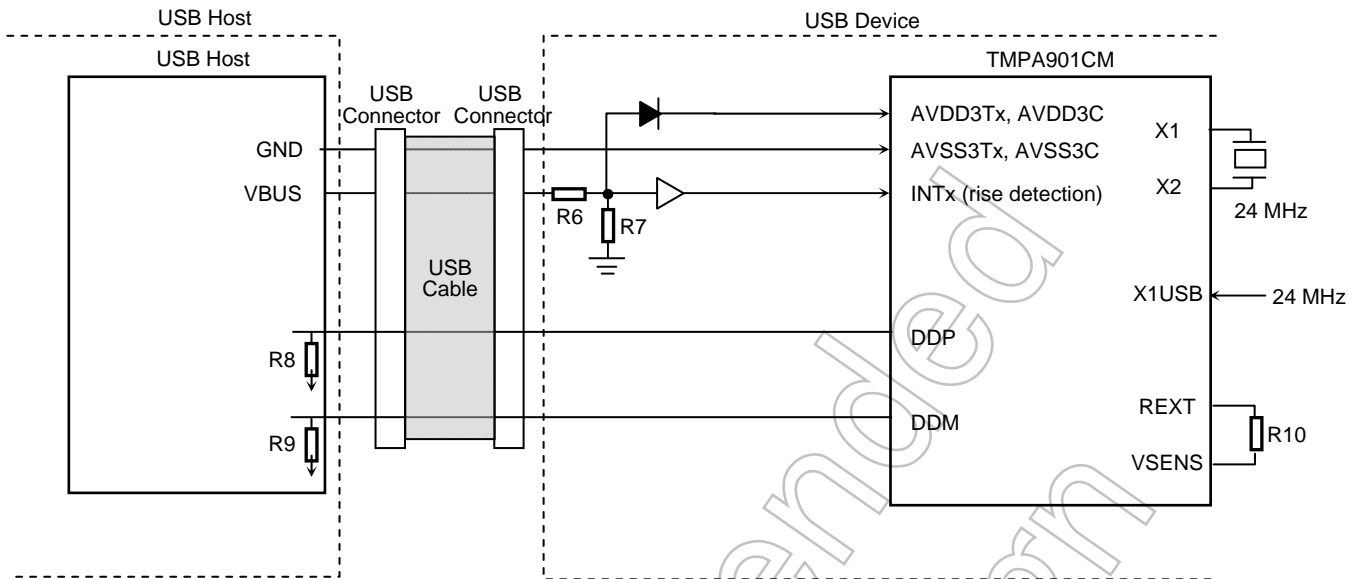 USB Host
USB Device
USB Host
TMPA901CM
USB
Connector
USB
Connector
AVDD3Tx, AVDD3C
X1
GND
AVSS3Tx, AVSS3C
VBUS
INTx (rise detection)
X2
R6
R7
24 MHz
USB
Cable
X1USB
24 MHz
R8
DDP
REXT
R9
DDM
R10
VSENS
ended